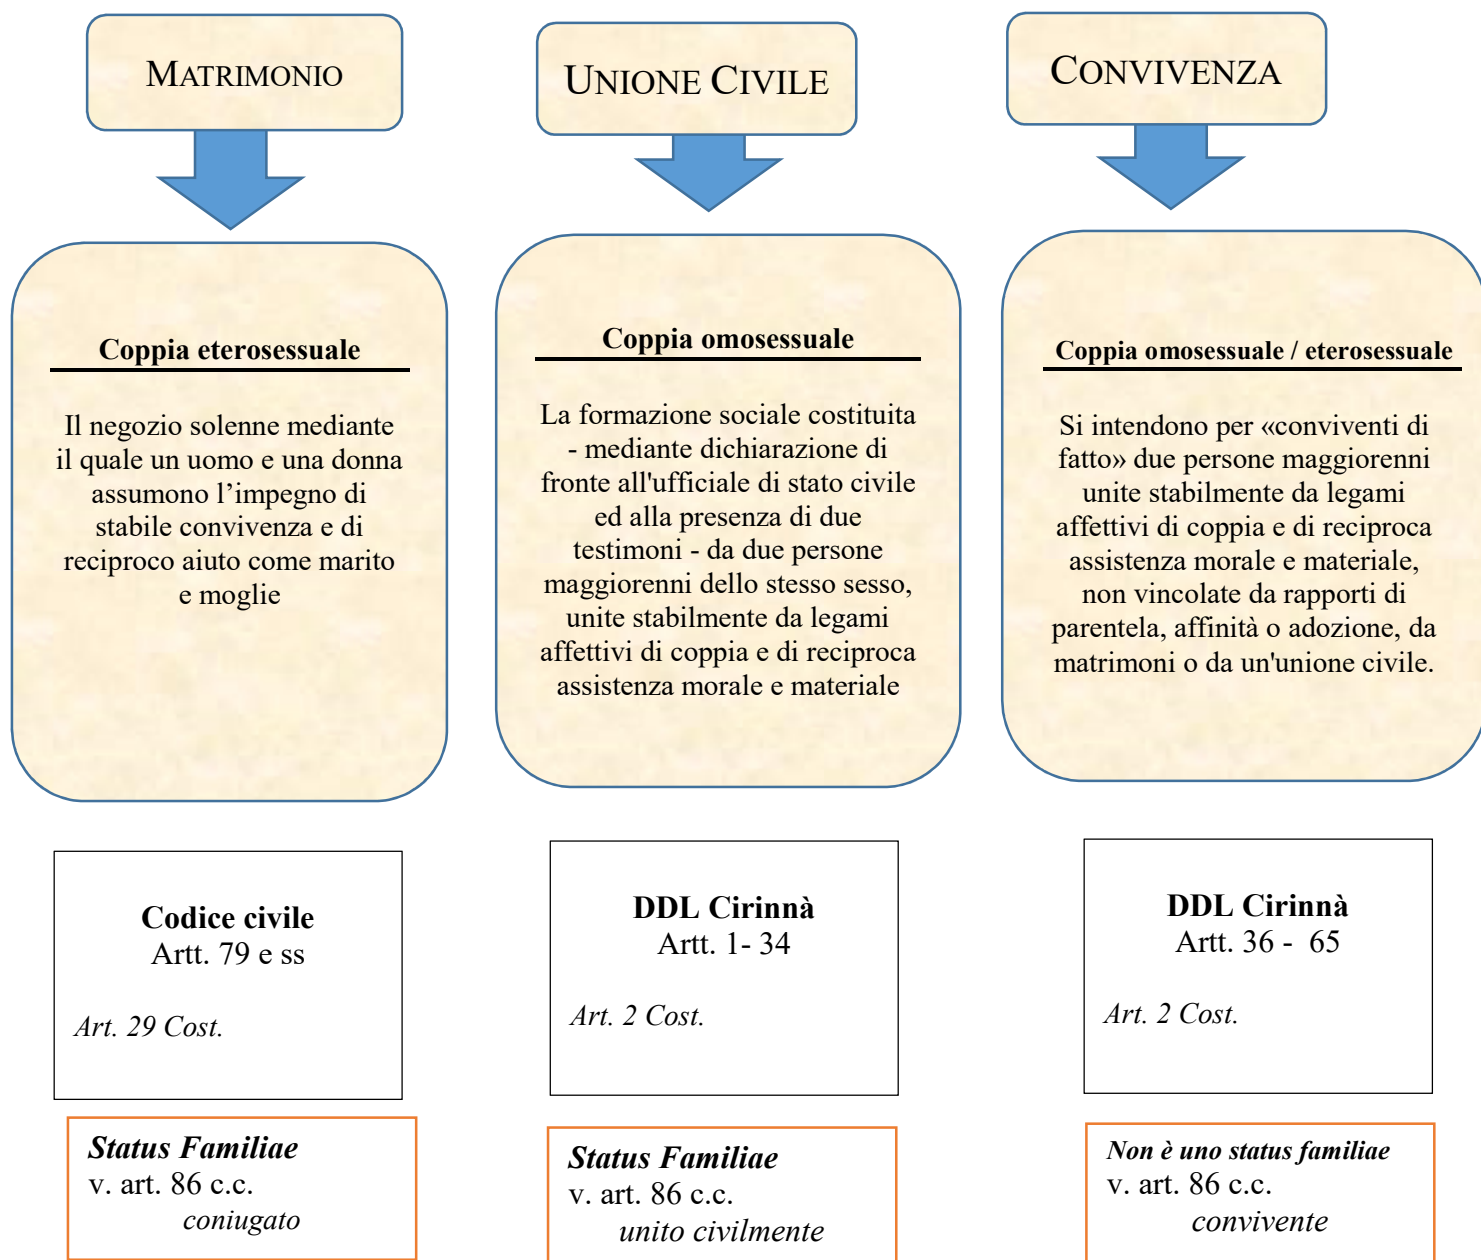 MATRIMONIO
Coppia eterosessuale
Il negozio solenne mediante
il quale un uomo e una donna
assumono l’impegno di
stabile convivenza e di
reciproco aiuto come marito
e moglie
Codice civile
Artt. 79 e ss
Art. 29 Cost.
Status Familiae
v. art. 86 c.c.
coniugato
UNIONE CIVILE
Coppia omosessuale
La formazione sociale costituita
- mediante dichiarazione di
fronte all'ufficiale di stato civile
ed alla presenza di due
testimoni - da due persone
maggiorenni dello stesso sesso,
unite stabilmente da legami
affettivi di coppia e di reciproca
assistenza morale e materiale
DDL Cirinnà
Artt. 1- 34
Art. 2 Cost.
Status Familiae
v. art. 86 c.c.
unito civilmente
CONVIVENZA
Coppia omosessuale / eterosessuale
Si intendono per «conviventi di
fatto» due persone maggiorenni
unite stabilmente da legami
affettivi di coppia e di reciproca
assistenza morale e materiale,
non vincolate da rapporti di
parentela, affinità o adozione, da
matrimoni o da un'unione civile.
DDL Cirinnà
Artt. 36 - 65
Art. 2 Cost.
Non è uno status familiae
v. art. 86 c.c.
convivente